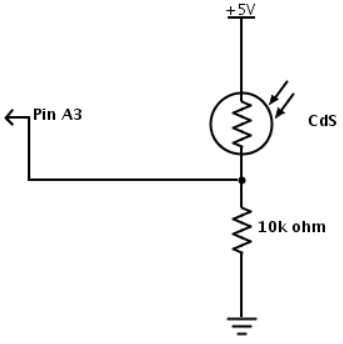 +5V
Pin A3
CdS
10k ohm